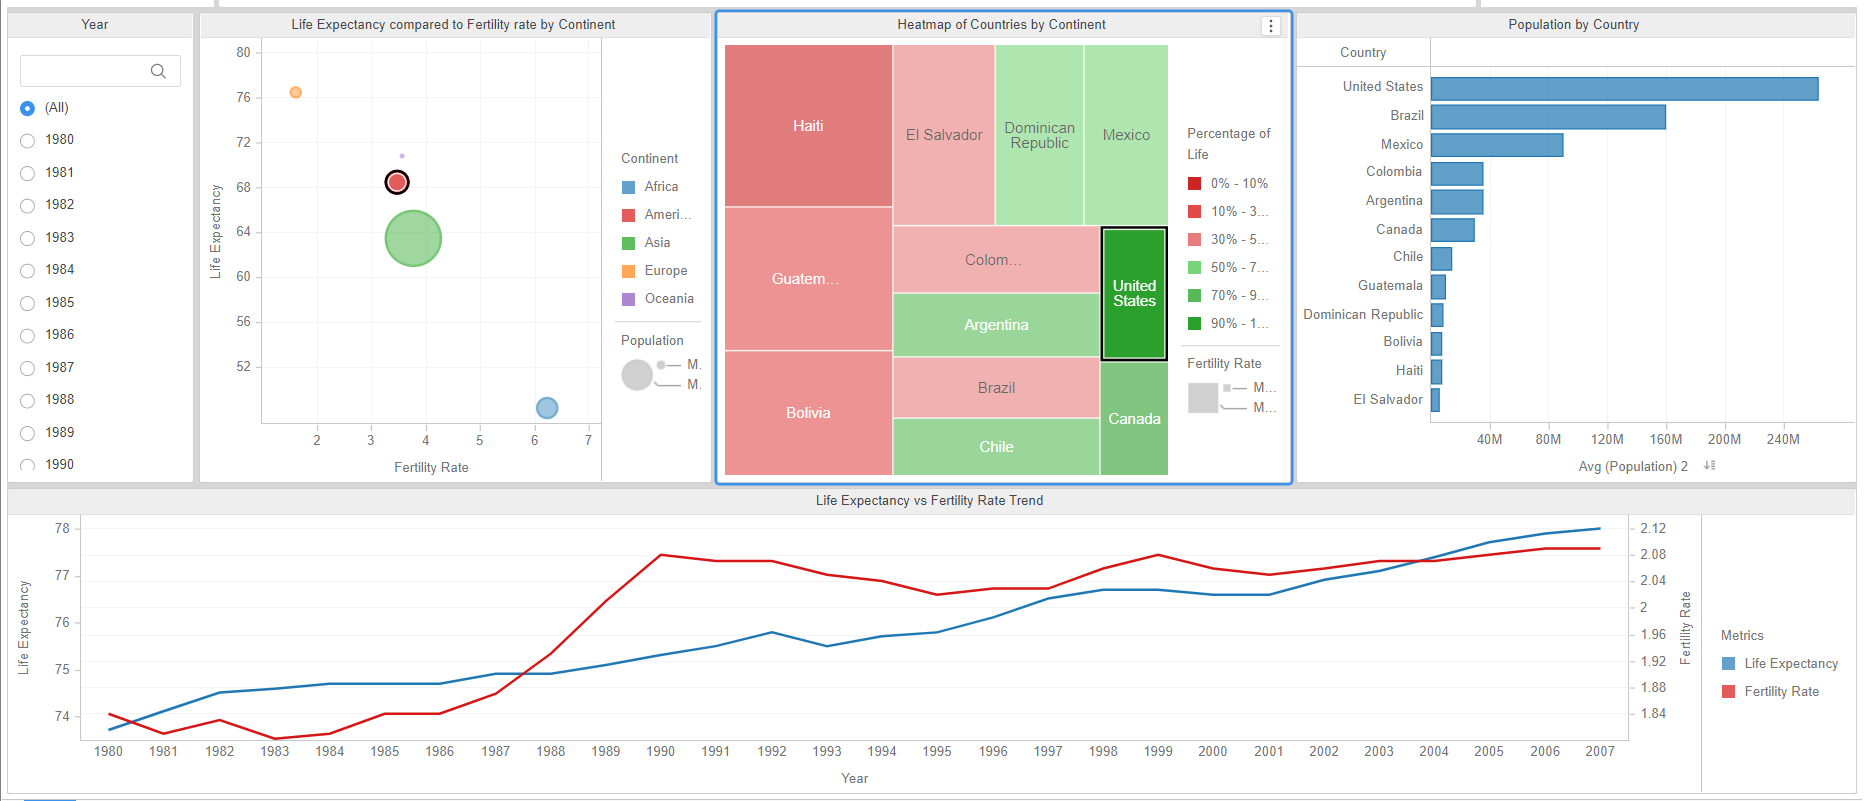 Year
(All)
1980
1981
1982
1983
1984
1985
1986
1987
1988
1989
1990
Life Expectancy compared to Fertility rate by Continent
Life Expectancy
80
76
72
68
64
60
56
52
2 3 4 5 6 7
Fertility Rate
Continent
Africa
Ameri...
Asia
Europe
Oceania
Population
M.
M.
Heatmap of Countries by Continent
Haiti
El Salvador
Dominican
Republic
Mexico
Guatem...
Colom...
Argentina
United
States
Bolivia
Brazil
Canada
Chile
Percentage of
Life
0% - 10%
10% - 3...
30% - 5...
50% - 7...
70% - 9...
90% - 1...
Fertility Rate
M...
M...
Population by Country
Country
United States
Brazil
Mexico
Colombia
Argentina
Canada
Chile
Guatemala
Dominican Republic
Bolivia
Haiti
El Salvador
40M 80M 120M 160M 200M 240M
Avg (Population) 2
Life Expectancy vs Fertility Rate Trend
Life Expectancy
78
77
76
75
74
1980 1981 1982 1983 1984 1985 1986 1987 1988 1989 1990 1991 1992 1993 1994 1995 1996 1997 1998 1999 2000 2001 2002 2003 2004 2005 2006 2007
Year
2.12
2.08
2.04
2
1.96
1.92
1.88
1.84
Fertility Rate
Metrics
Life Expectancy
Fertility Rate